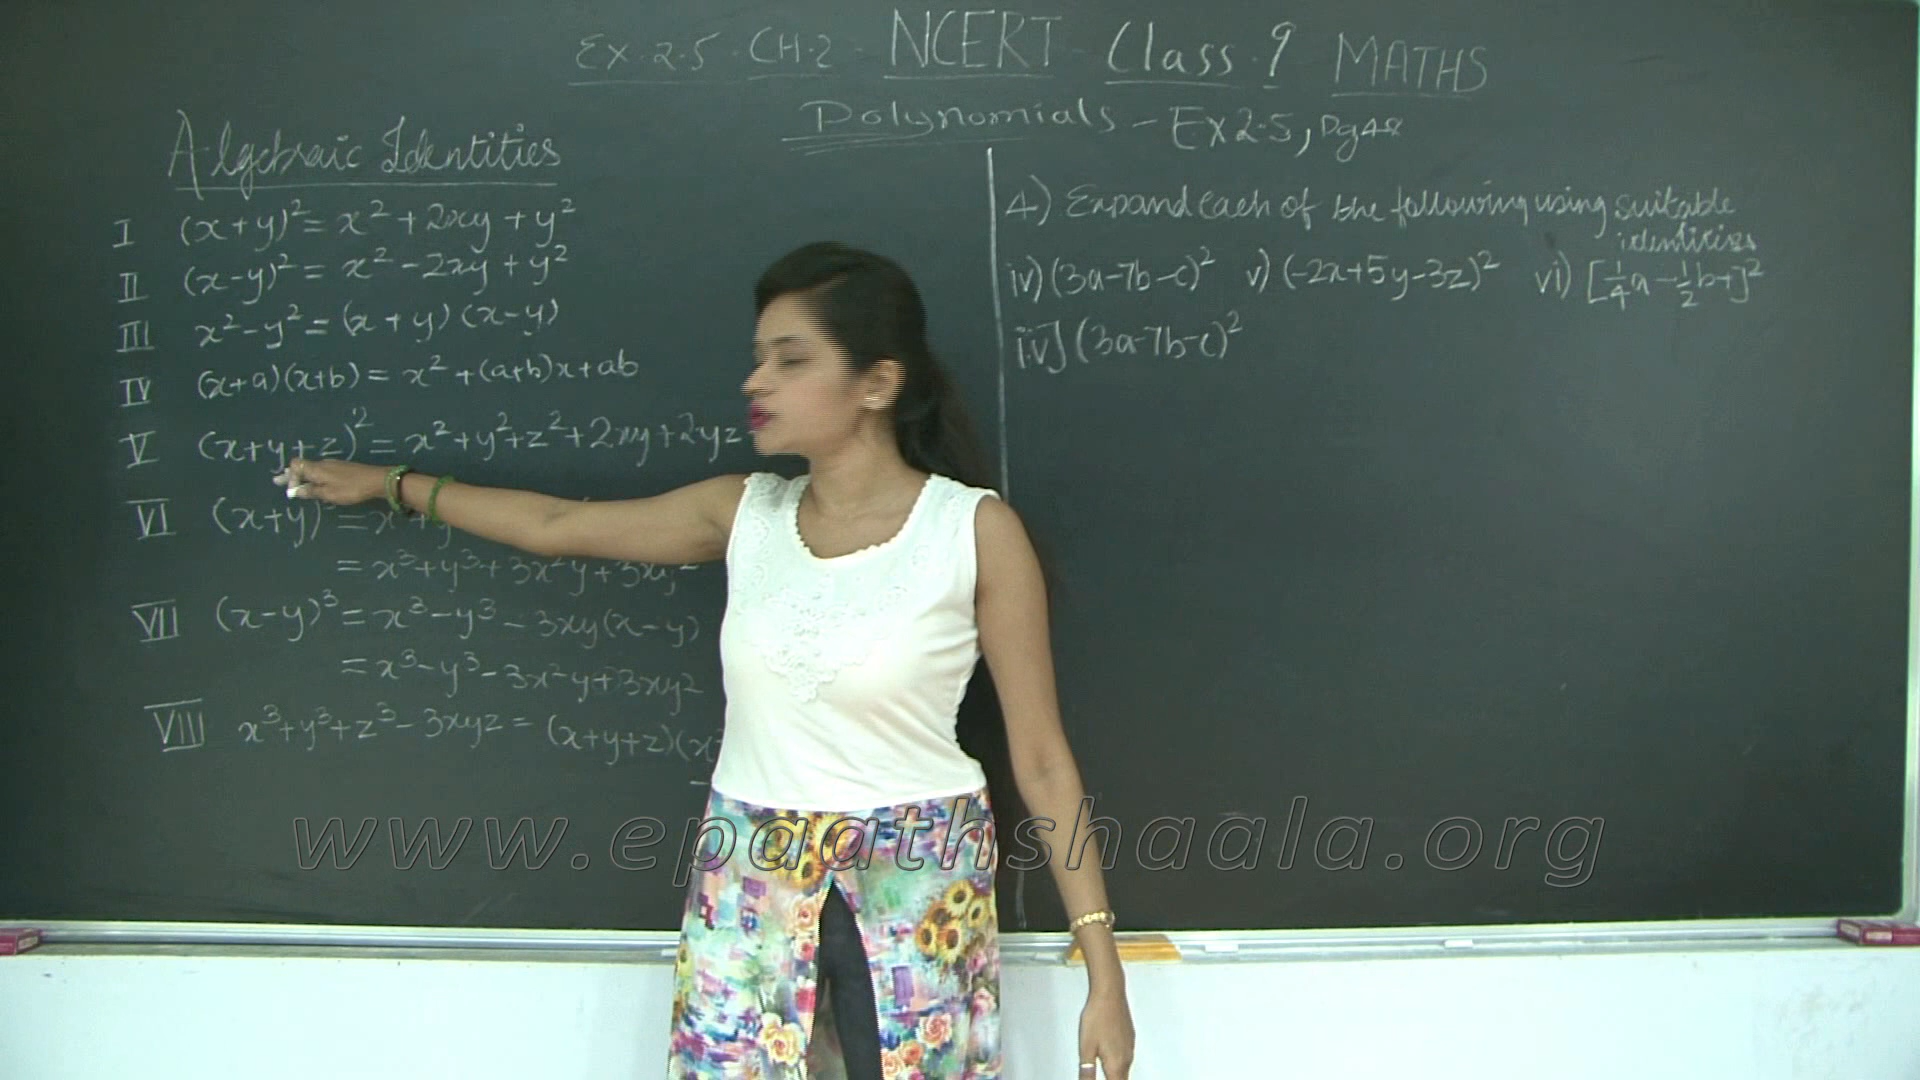 Ex.2.5 - CH.2 - NCERT Class.9 MATHS
Polynomials - Ex 2.5, Pg 48
Algebraic Identities
I (x+y)² = x² + 2xy + y²
II (x-y)² = x² - 2xy + y²
III x² - y² = (x+y)(x-y)
IV (x+a)(x+b) = x² + (a+b)x + ab
V (x+y+z)² = x² + y² + z² + 2xy + 2yz
VI (x+y) = x³ + y
= x³ + y³ + 3x²y + 3xy²
VII (x-y)³ = x³ - y³ - 3xy(x-y)
= x³ - y³ - 3x²y + 3xy²
VIII x³ + y³ + z³ - 3xyz = (x+y+z)(x²
4) Expand each of the following using suitable
identities
iv) (3a-7b-c)² v) (-2x+5y-3z)² vi) [¼a - ½b + ]²
iv] (3a-7b-c)²
www.epaathshaala.org